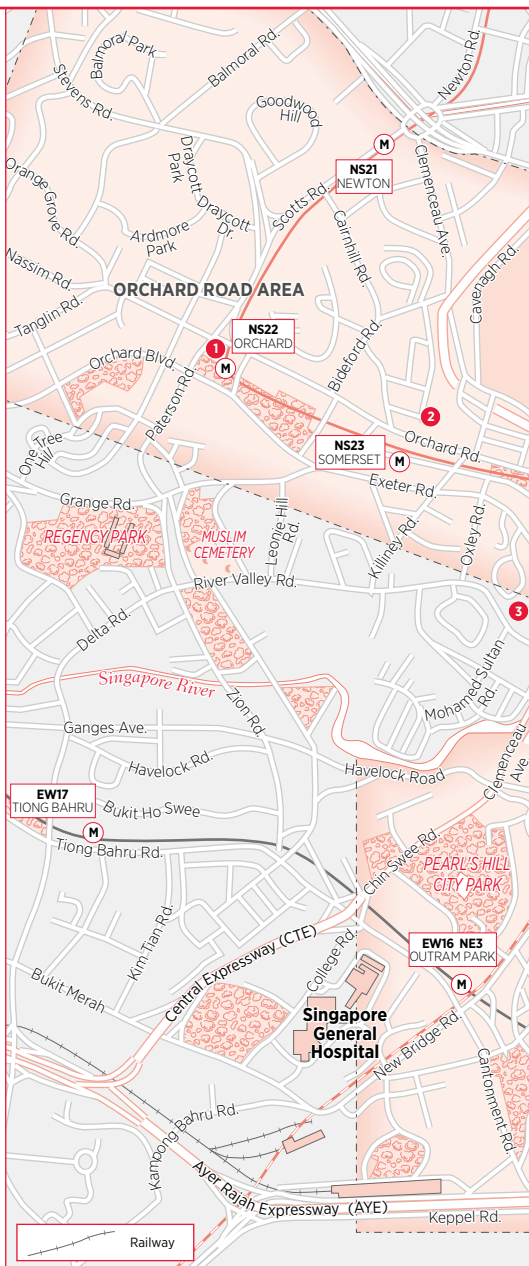 Balmoral Park
Balmoral Rd.
Newton Rd.
Stevens Rd.
Goodwood
Hill
M
NS21
NEWTON
Draycott
Park
Draycott
Dr.
Scotts Rd.
Clemenceau Ave.
Orange Grove Rd.
Ardmore
Park
Cairnhill Rd.
Cavenagh Rd.
Nassim Rd.
ORCHARD ROAD AREA
Tanglin Rd.
NS22
ORCHARD
1
M
Orchard Blvd.
Bideford Rd.
Paterson Rd.
2
Orchard Rd.
One Tree
Hill
NS23
SOMERSET
M
Exeter Rd.
Grange Rd.
REGENCY PARK
MUSLIM
CEMETERY
Leonie Hill
Rd.
Killiney Rd.
Oxley Rd.
River Valley Rd.
3
Delta Rd.
Mohamed Sultan
Rd.
Singapore River
Zion Rd.
Ganges Ave.
Havelock Rd.
Havelock Road
Clemenceau
Ave
EW17
TIONG BAHRU
Bukit Ho Swee
M
Tiong Bahru Rd.
Chin Swee Rd.
PEARL'S HILL
CITY PARK
Kim-Tian Rd.
Central Expressway (CTE)
College Rd.
EW16 NE3
OUTRAM PARK
M
Bukit Merah
Singapore
General
Hospital
New Bridge Rd.
Cantonment Rd.
Kampong Bahru Rd.
Ayer Rajah Expressway (AYE)
Keppel Rd.
Railway